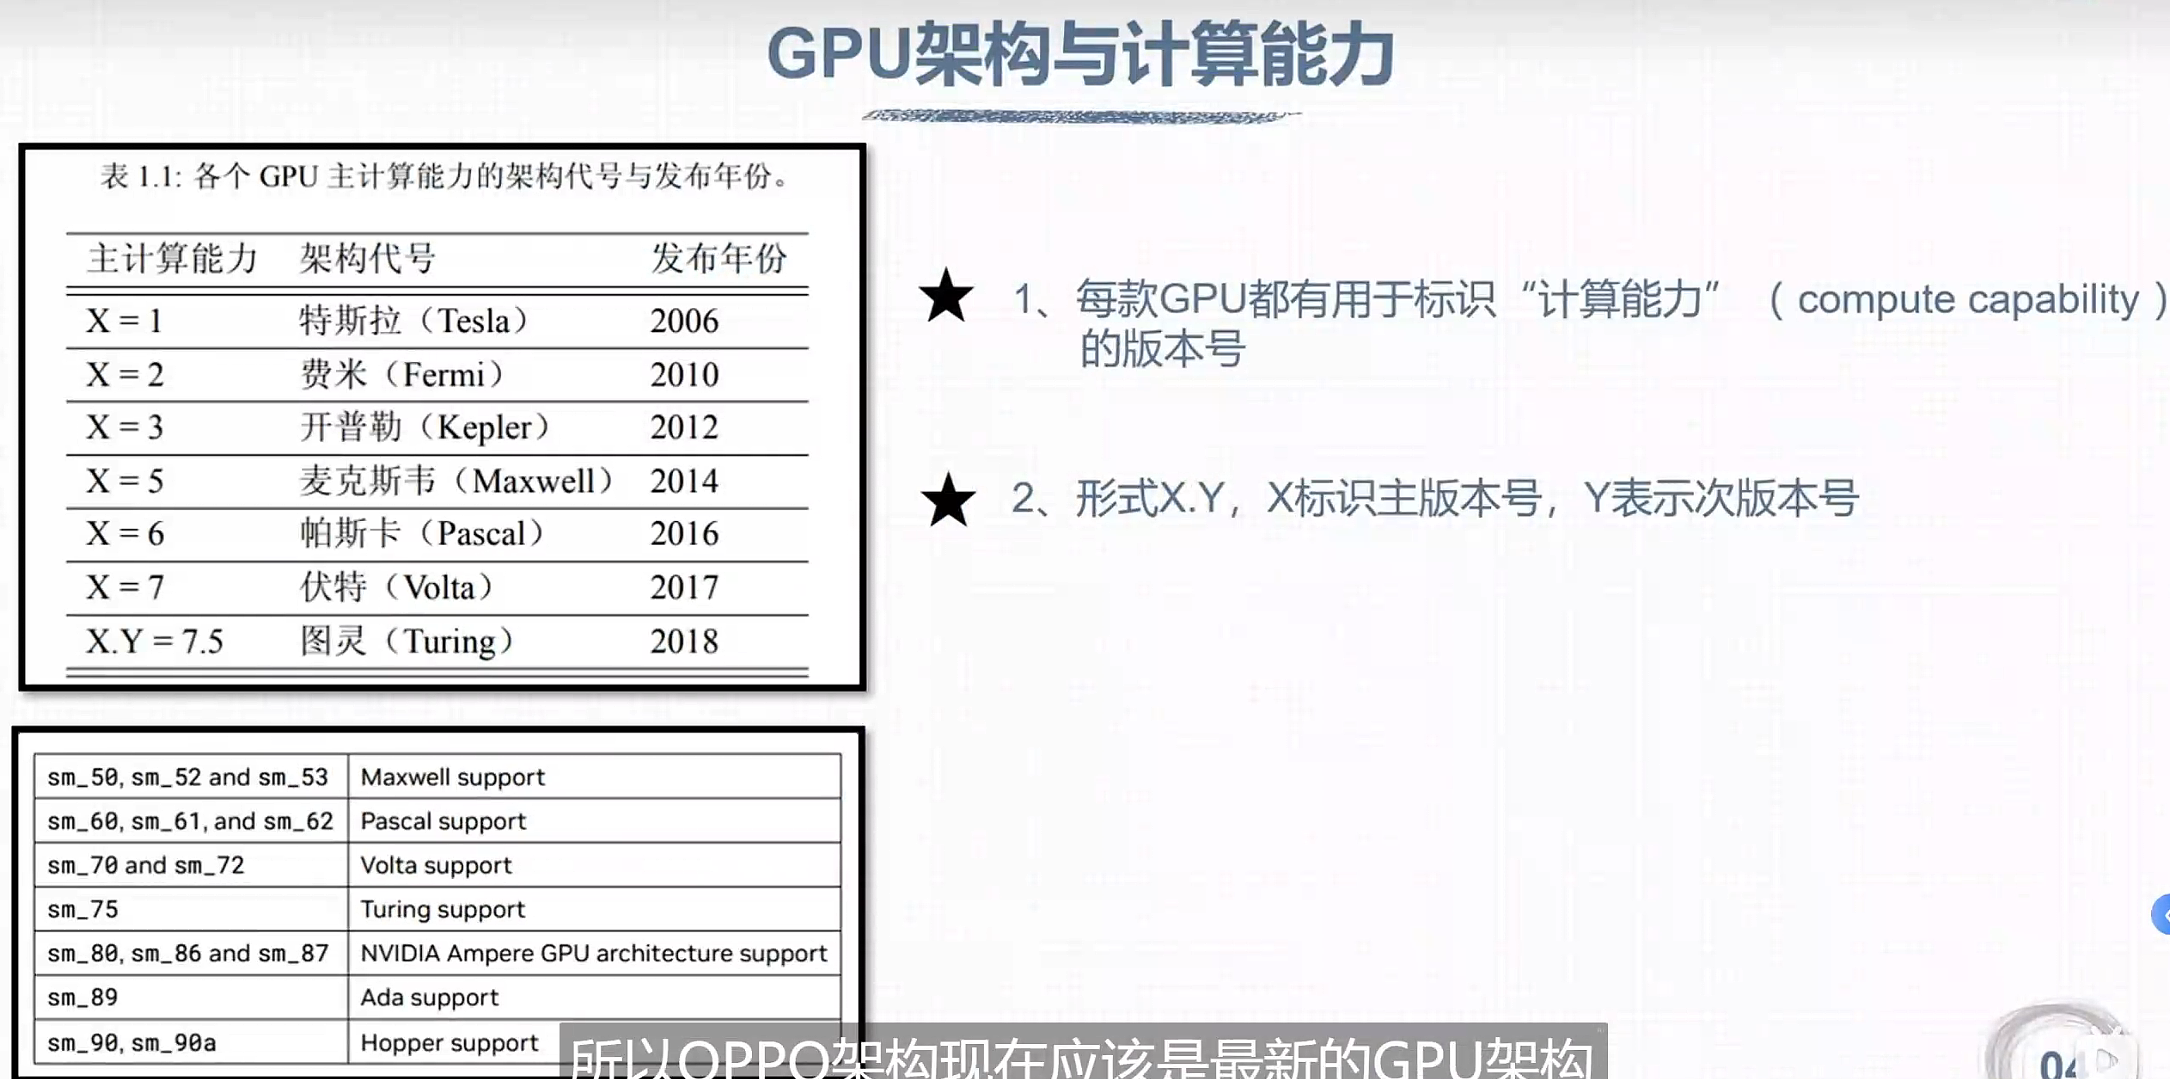 GPU架构与计算能力
表 1.1: 各个 GPU 主计算能力的架构代号与发布年份。
主计算能力 架构代号 发布年份
X = 1 特斯拉（Tesla） 2006
X = 2 费米（Fermi） 2010
X = 3 开普勒（Kepler） 2012
X = 5 麦克斯韦（Maxwell） 2014
X = 6 帕斯卡（Pascal） 2016
X = 7 伏特（Volta） 2017
X.Y = 7.5 图灵（Turing） 2018
★ 1、每款GPU都有用于标识“计算能力”（compute capability）
的版本号
★ 2、形式X.Y，X标识主版本号，Y表示次版本号
sm_50, sm_52 and sm_53 Maxwell support
sm_60, sm_61, and sm_62 Pascal support
sm_70 and sm_72 Volta support
sm_75 Turing support
sm_80, sm_86 and sm_87 NVIDIA Ampere GPU architecture support
sm_89 Ada support
sm_90, sm_90a Hopper support
所以OPPO架构现在应该是最新的GPU架构